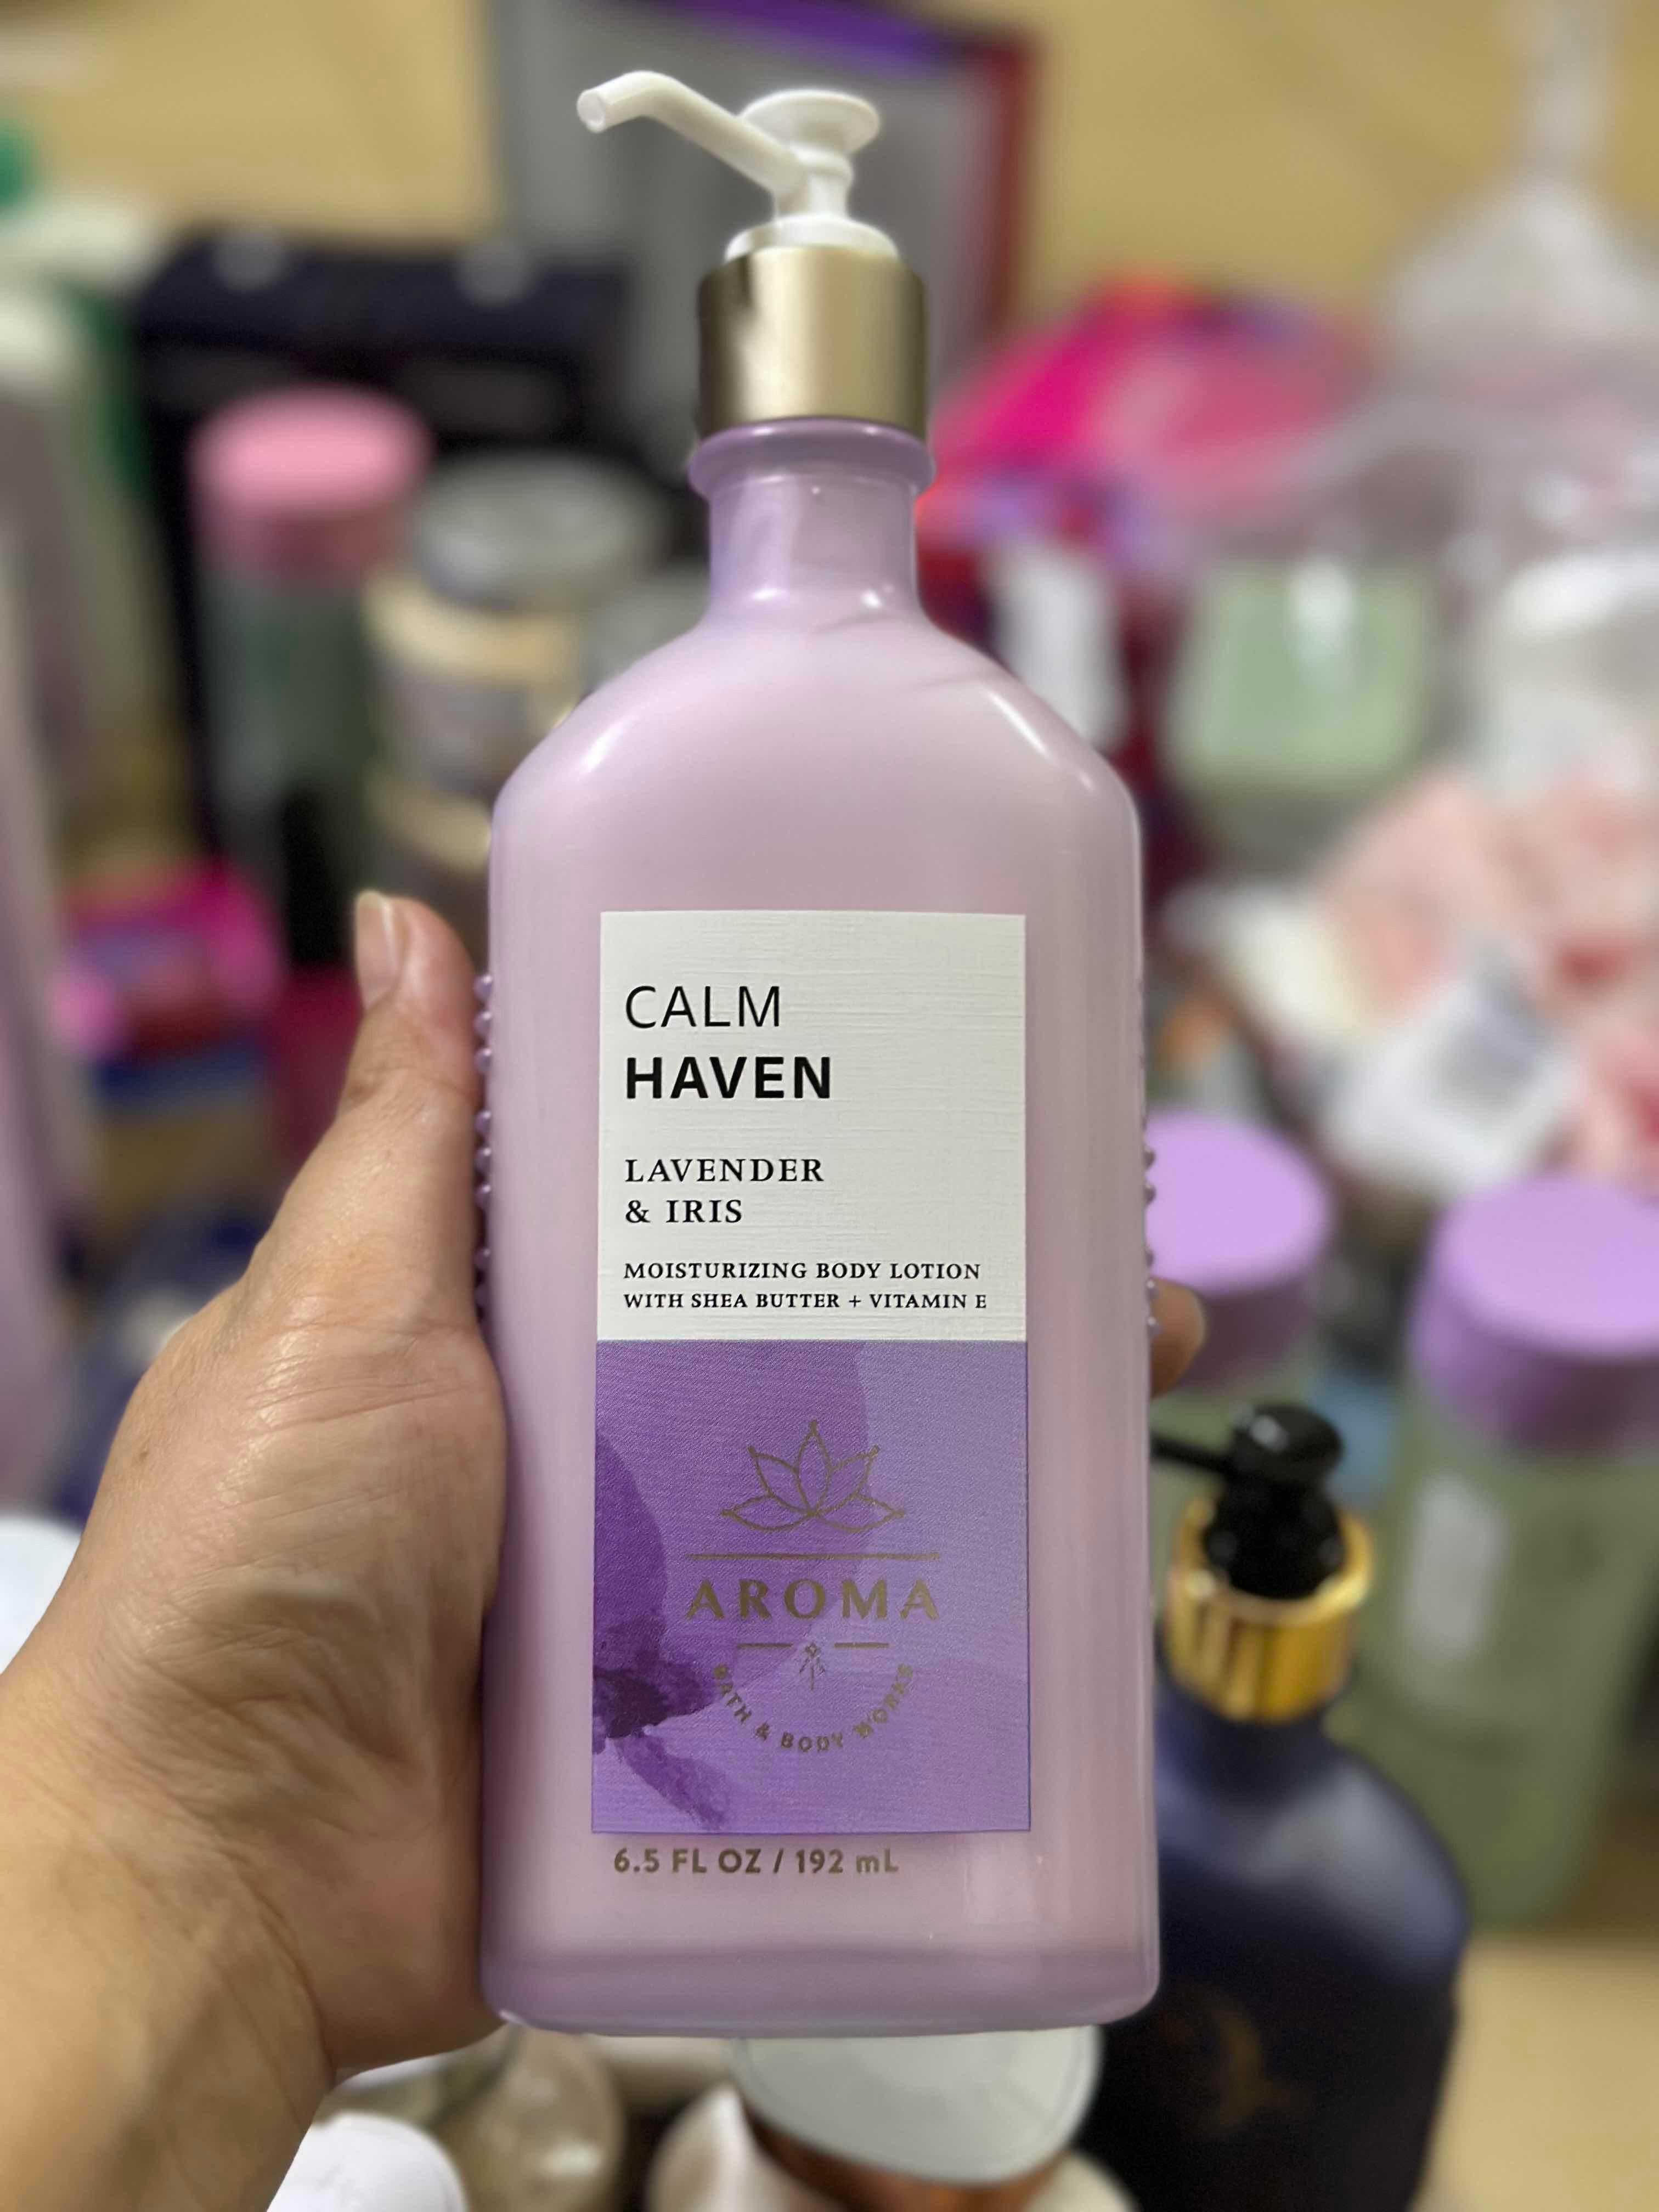 CALM
HAVEN
LAVENDER
& IRIS
MOISTURIZING BODY LOTION
WITH SHEA BUTTER + VITAMIN E
AROMA
BATH & BODY WORKS
6.5 FL OZ / 192 mL